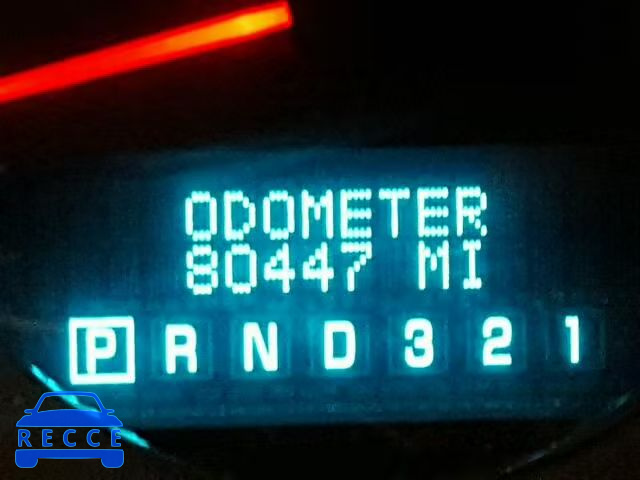 ODOMETER
80447 MI
P R N D 3 2 1
RECCE